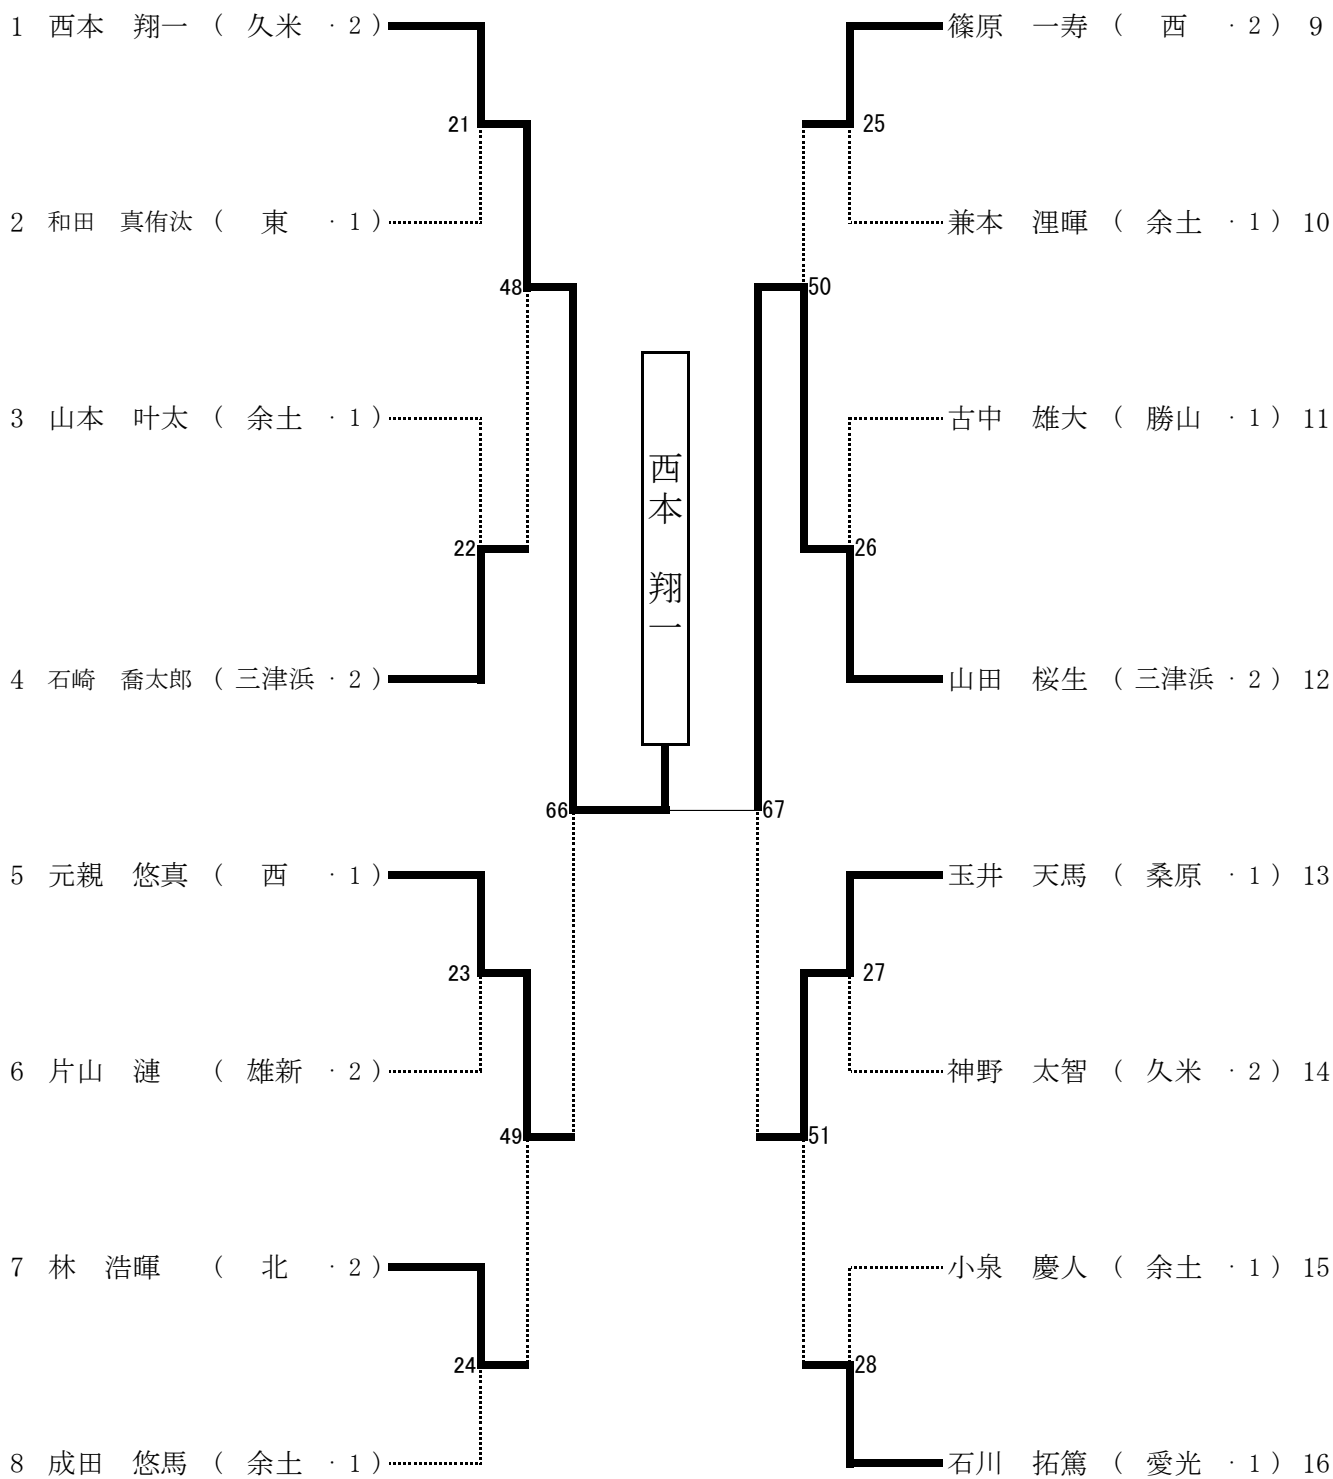 1 西本 翔一 ( 久米 ・ 2 )
21
2 和田 真侑汰 ( 東 ・ 1 )
48
3 山本 叶太 ( 余土 ・ 1 )
22
4 石崎 喬太郎 ( 三津浜 ・ 2 )
66
5 元親 悠真 ( 西 ・ 1 )
23
6 片山 漣 ( 雄新 ・ 2 )
49
7 林 浩暉 ( 北 ・ 2 )
24
8 成田 悠馬 ( 余土 ・ 1 )
西本 翔一
篠原 一寿 ( 西 ・ 2 ) 9
25
兼本 浬暉 ( 余土 ・ 1 ) 10
50
古中 雄大 ( 勝山 ・ 1 ) 11
26
山田 桜生 ( 三津浜 ・ 2 ) 12
67
玉井 天馬 ( 桑原 ・ 1 ) 13
27
神野 太智 ( 久米 ・ 2 ) 14
51
小泉 慶人 ( 余土 ・ 1 ) 15
28
石川 拓篤 ( 愛光 ・ 1 ) 16